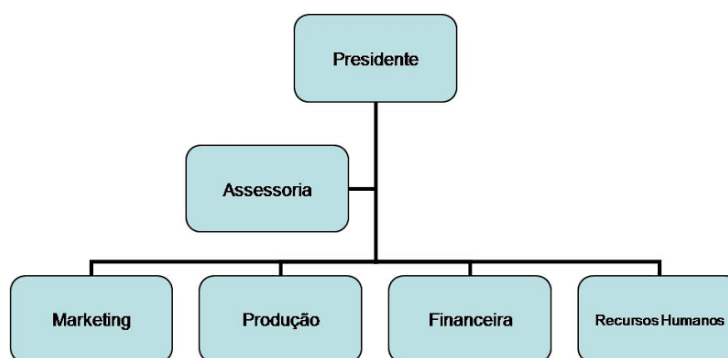 Presidente
Assessoria
Marketing
Produção
Financeira
Recursos Humanos